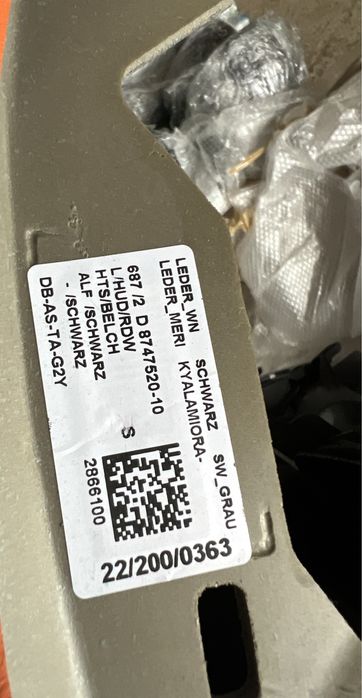 LEDER_WN SCHWARZ SW_GRAU
LEDER_MERI KYALAMIORA-
687 /2 D 8747520-10
L/HUD/RDW
HTS/BELCH S
ALF /SCHWARZ
- /SCHWARZ 2866100
DB-AS-TA-G2Y
22/200/0363